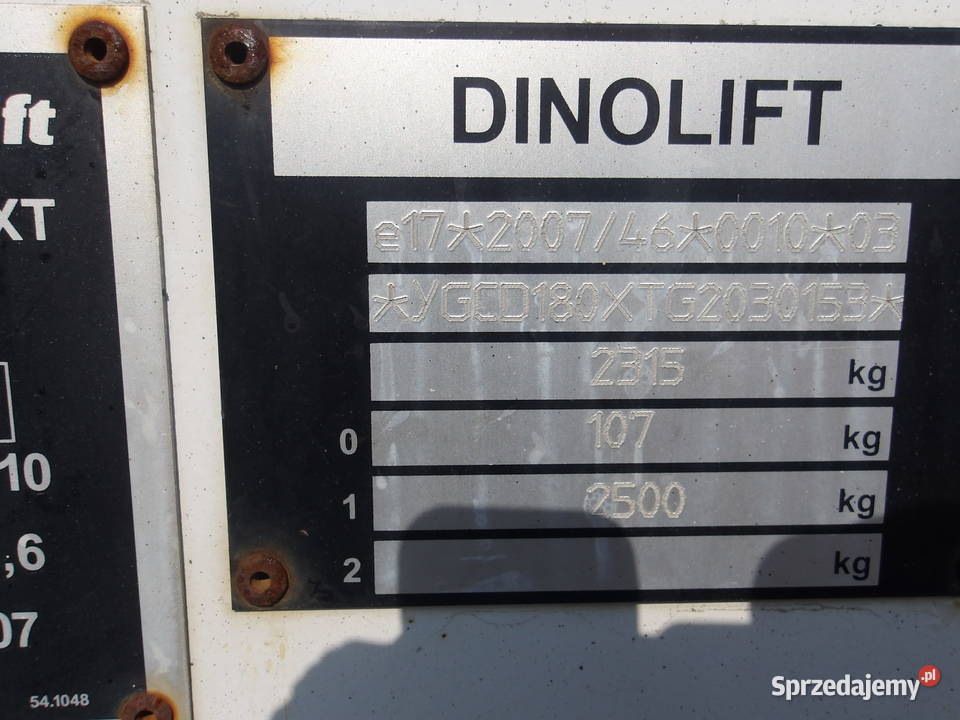 ft
XT
10
,6
07
54.1048
DINOLIFT
e17*2007/46*0010*03
*YGCD180XTG2030153*
2315 kg
0 107 kg
1 2500 kg
2 kg
Sprzedajemy.pl